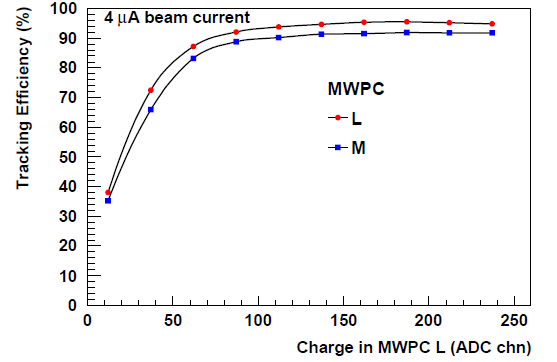 4 μA beam current
Tracking Efficiency (%)
100
90
80
70
60
50
40
30
20
10
0
MWPC
L
M
0 50 100 150 200 250
Charge in MWPC L (ADC chn)